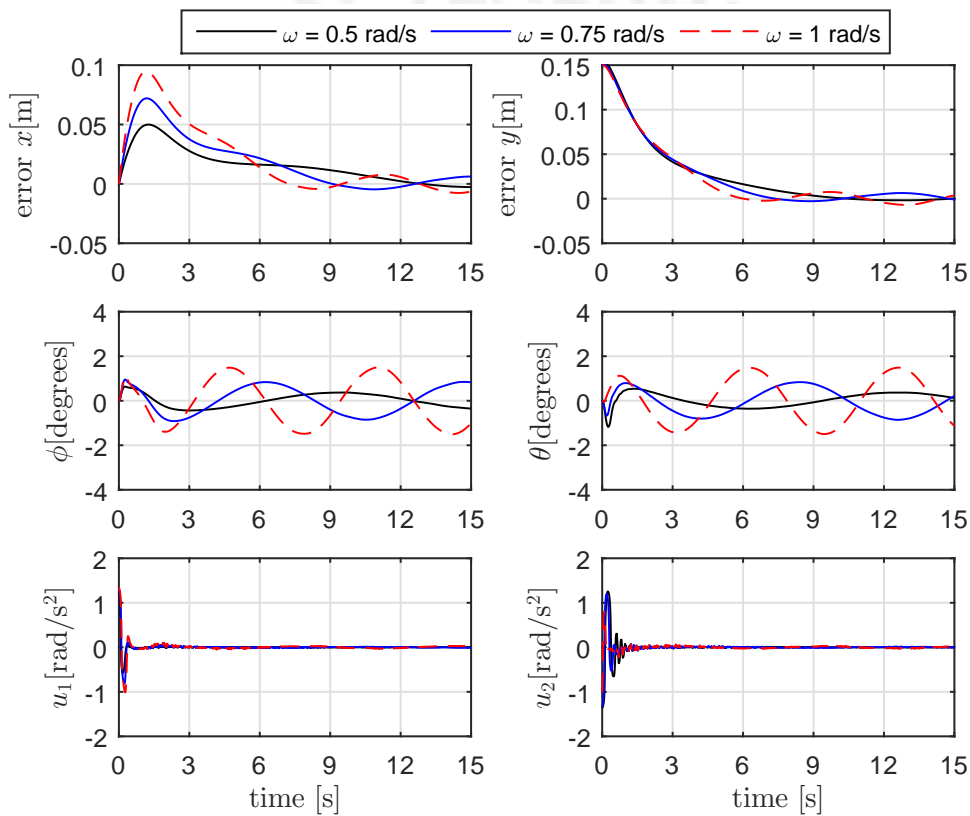 ω = 0.5 rad/s ω = 0.75 rad/s ω = 1 rad/s
error x[m]
0.1
0.05
0
-0.05
0 3 6 9 12 15
error y[m]
0.15
0.1
0.05
0
-0.05
0 3 6 9 12 15
ϕ[degrees]
4
2
0
-2
-4
0 3 6 9 12 15
θ[degrees]
4
2
0
-2
-4
0 3 6 9 12 15
u₁[rad/s²]
2
1
0
-1
-2
0 3 6 9 12 15
time [s]
u₂[rad/s²]
2
1
0
-1
-2
0 3 6 9 12 15
time [s]